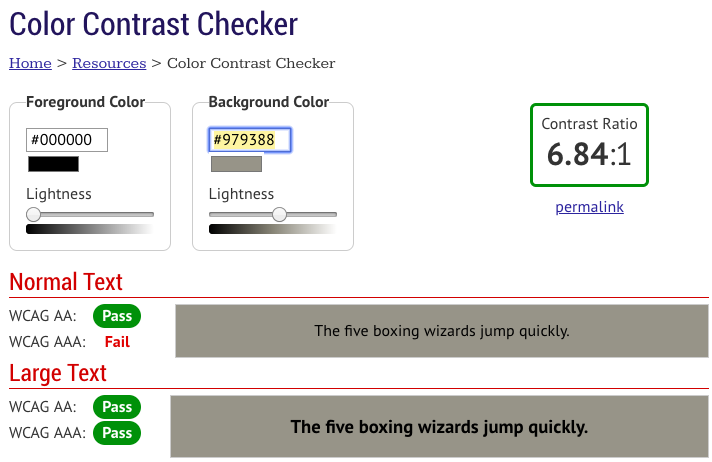 Color Contrast Checker
Home > Resources > Color Contrast Checker
Foreground Color
#000000
Lightness
Background Color
#979388
Lightness
Contrast Ratio
6.84:1
permalink
Normal Text
WCAG AA: Pass
WCAG AAA: Fail
The five boxing wizards jump quickly.
Large Text
WCAG AA: Pass
WCAG AAA: Pass
The five boxing wizards jump quickly.